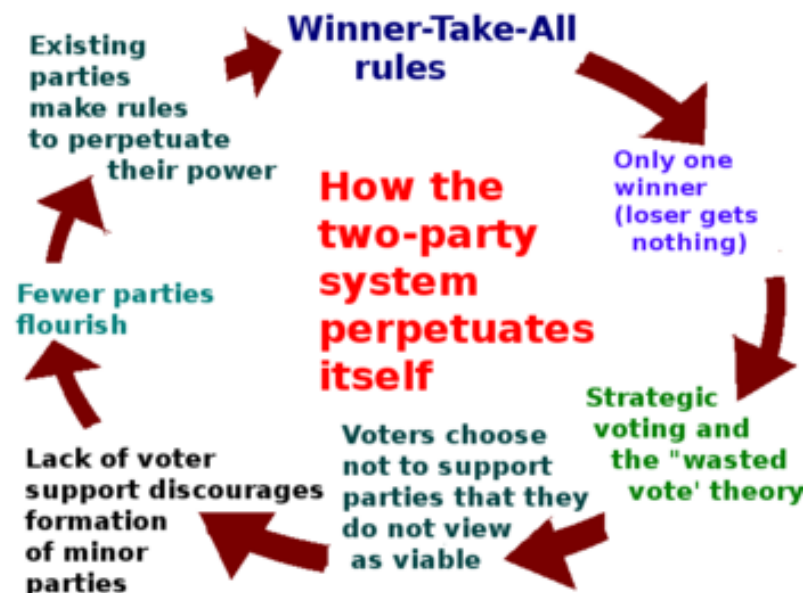 Winner-Take-All
rules
Only one
winner
(loser gets
nothing)
Strategic
voting and
the "wasted
vote' theory
Voters choose
not to support
parties that they
do not view
as viable
Lack of voter
support discourages
formation
of minor
parties
Fewer parties
flourish
Existing
parties
make rules
to perpetuate
their power
How the
two-party
system
perpetuates
itself